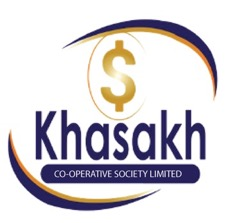 $
Khasakh
CO-OPERATIVE SOCIETY LIMITED